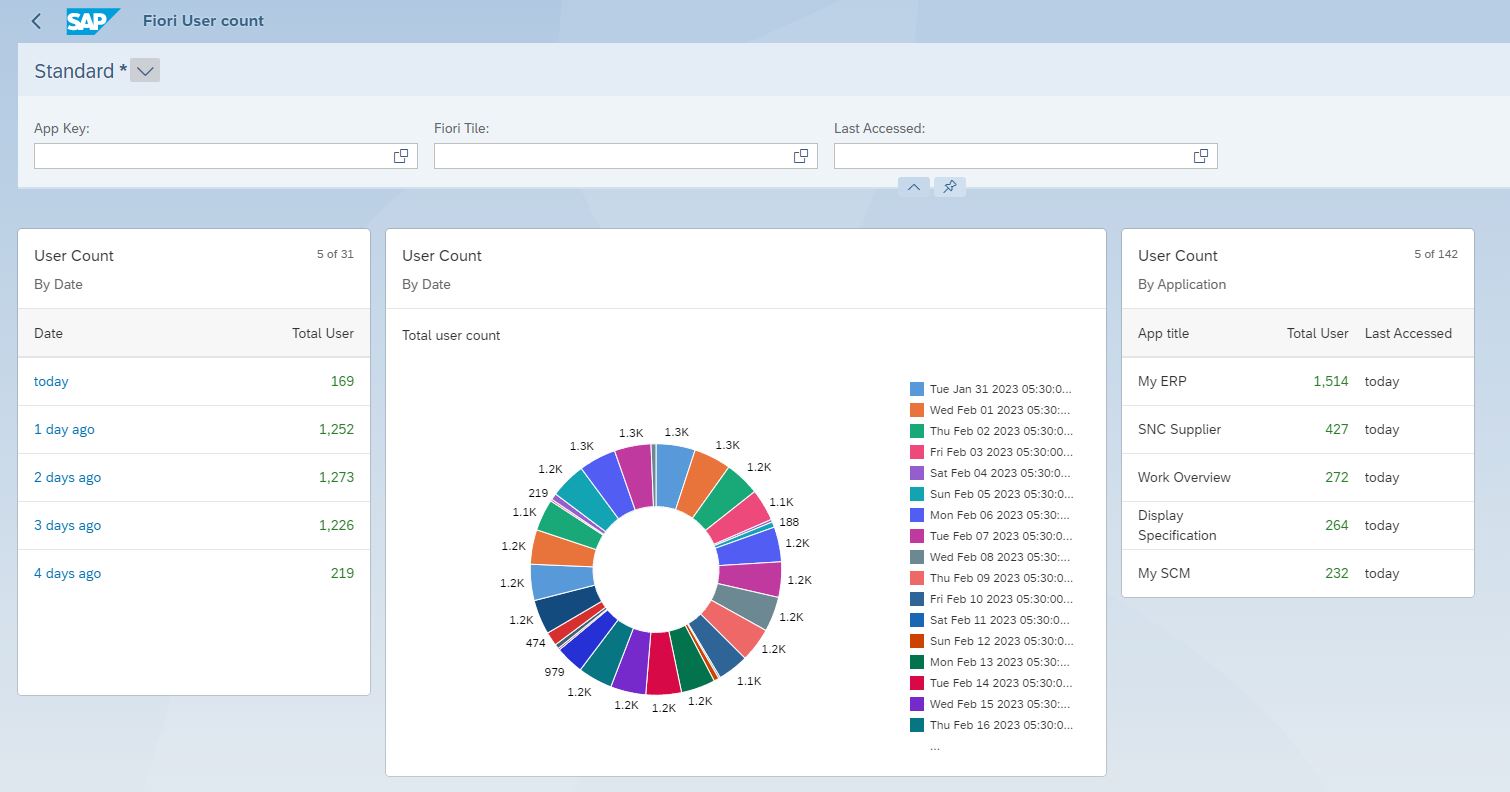 SAP Fiori User count
Standard *
App Key: Fiori Tile: Last Accessed:
User Count 5 of 31
By Date
Date Total User
today 169
1 day ago 1,252
2 days ago 1,273
3 days ago 1,226
4 days ago 219
User Count
By Date
Total user count
1.3K
1.3K
1.2K
1.1K
188
1.2K
1.2K
1.2K
1.2K
1.1K
1.2K
1.2K
1.2K
1.2K
979
474
1.2K
1.2K
1.2K
1.1K
219
1.2K
1.3K
1.3K
Tue Jan 31 2023 05:30:0...
Wed Feb 01 2023 05:30:...
Thu Feb 02 2023 05:30:0...
Fri Feb 03 2023 05:30:00...
Sat Feb 04 2023 05:30:0...
Sun Feb 05 2023 05:30:0...
Mon Feb 06 2023 05:30:...
Tue Feb 07 2023 05:30:0...
Wed Feb 08 2023 05:30:...
Thu Feb 09 2023 05:30:0...
Fri Feb 10 2023 05:30:00...
Sat Feb 11 2023 05:30:0...
Sun Feb 12 2023 05:30:0...
Mon Feb 13 2023 05:30:...
Tue Feb 14 2023 05:30:0...
Wed Feb 15 2023 05:30:...
Thu Feb 16 2023 05:30:0...
...
User Count 5 of 142
By Application
App title Total User Last Accessed
My ERP 1,514 today
SNC Supplier 427 today
Work Overview 272 today
Display
Specification 264 today
My SCM 232 today